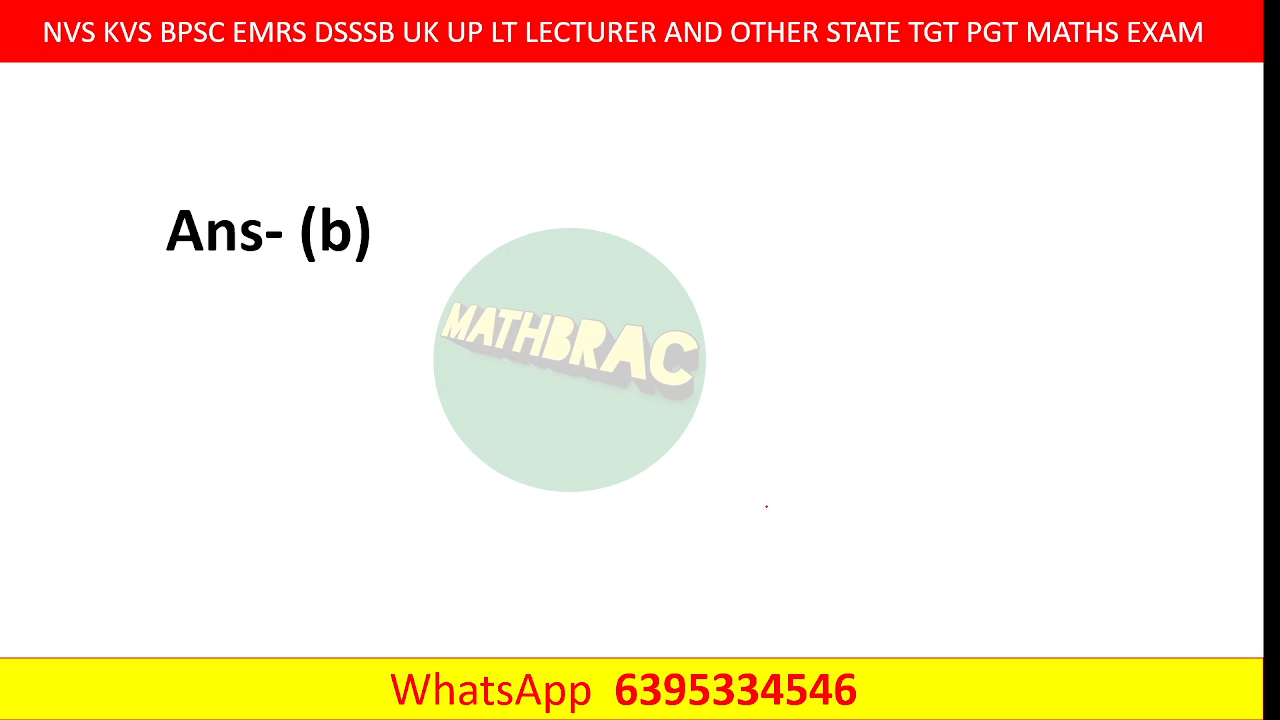 NVS KVS BPSC EMRS DSSSB UK UP LT LECTURER AND OTHER STATE TGT PGT MATHS EXAM
Ans- (b)
MATHBRAC
WhatsApp 6395334546